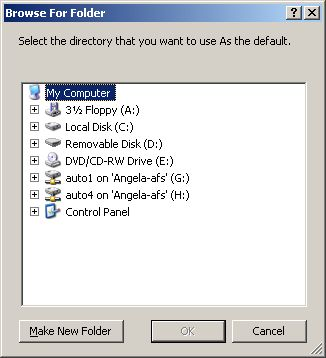 Browse For Folder
Select the directory that you want to use As the default.
My Computer
3½ Floppy (A:)
Local Disk (C:)
Removable Disk (D:)
DVD/CD-RW Drive (E:)
auto1 on 'Angela-afs' (G:)
auto4 on 'Angela-afs' (H:)
Control Panel
Make New Folder
OK
Cancel